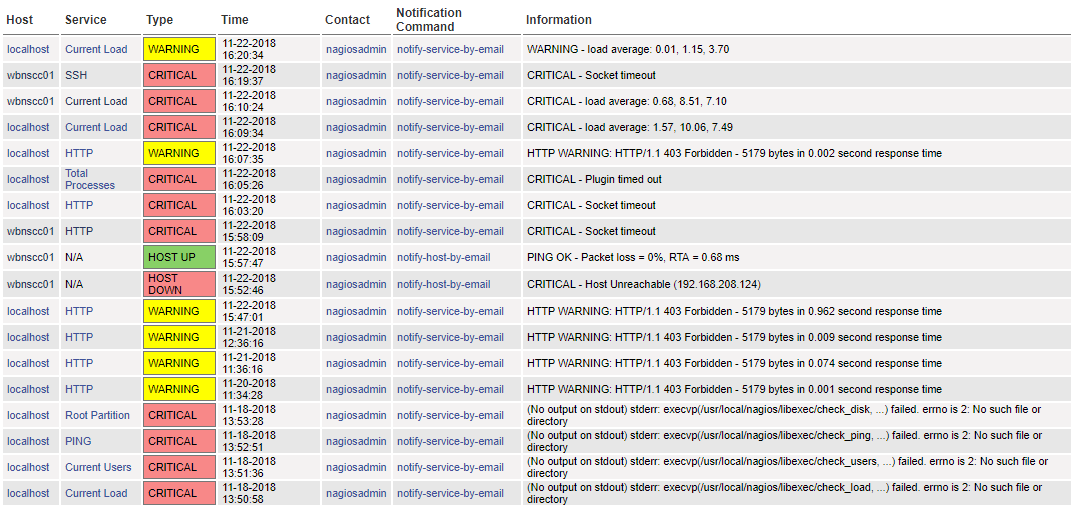 Host Service Type Time Contact Notification Command Information
localhost Current Load WARNING 11-22-2018 16:20:34 nagiosadmin notify-service-by-email WARNING - load average: 0.01, 1.15, 3.70
wbnscc01 SSH CRITICAL 11-22-2018 16:19:37 nagiosadmin notify-service-by-email CRITICAL - Socket timeout
wbnscc01 Current Load CRITICAL 11-22-2018 16:10:24 nagiosadmin notify-service-by-email CRITICAL - load average: 0.68, 8.51, 7.10
localhost Current Load CRITICAL 11-22-2018 16:09:34 nagiosadmin notify-service-by-email CRITICAL - load average: 1.57, 10.06, 7.49
localhost HTTP WARNING 11-22-2018 16:07:35 nagiosadmin notify-service-by-email HTTP WARNING: HTTP/1.1 403 Forbidden - 5179 bytes in 0.002 second response time
localhost Total Processes CRITICAL 11-22-2018 16:05:26 nagiosadmin notify-service-by-email CRITICAL - Plugin timed out
localhost HTTP CRITICAL 11-22-2018 16:03:20 nagiosadmin notify-service-by-email CRITICAL - Socket timeout
wbnscc01 HTTP CRITICAL 11-22-2018 15:58:09 nagiosadmin notify-service-by-email CRITICAL - Socket timeout
wbnscc01 N/A HOST UP 11-22-2018 15:57:47 nagiosadmin notify-host-by-email PING OK - Packet loss = 0%, RTA = 0.68 ms
wbnscc01 N/A HOST DOWN 11-22-2018 15:52:46 nagiosadmin notify-host-by-email CRITICAL - Host Unreachable (192.168.208.124)
localhost HTTP WARNING 11-22-2018 15:47:01 nagiosadmin notify-service-by-email HTTP WARNING: HTTP/1.1 403 Forbidden - 5179 bytes in 0.962 second response time
localhost HTTP WARNING 11-21-2018 12:36:16 nagiosadmin notify-service-by-email HTTP WARNING: HTTP/1.1 403 Forbidden - 5179 bytes in 0.009 second response time
localhost HTTP WARNING 11-21-2018 11:36:16 nagiosadmin notify-service-by-email HTTP WARNING: HTTP/1.1 403 Forbidden - 5179 bytes in 0.074 second response time
localhost HTTP WARNING 11-20-2018 11:34:28 nagiosadmin notify-service-by-email HTTP WARNING: HTTP/1.1 403 Forbidden - 5179 bytes in 0.001 second response time
localhost Root Partition CRITICAL 11-18-2018 13:53:28 nagiosadmin notify-service-by-email (No output on stdout) stderr: execvp(/usr/local/nagios/libexec/check_disk, ...) failed. errno is 2: No such file or directory
localhost PING CRITICAL 11-18-2018 13:52:51 nagiosadmin notify-service-by-email (No output on stdout) stderr: execvp(/usr/local/nagios/libexec/check_ping, ...) failed. errno is 2: No such file or directory
localhost Current Users CRITICAL 11-18-2018 13:51:36 nagiosadmin notify-service-by-email (No output on stdout) stderr: execvp(/usr/local/nagios/libexec/check_users, ...) failed. errno is 2: No such file or directory
localhost Current Load CRITICAL 11-18-2018 13:50:58 nagiosadmin notify-service-by-email (No output on stdout) stderr: execvp(/usr/local/nagios/libexec/check_load, ...) failed. errno is 2: No such file or directory